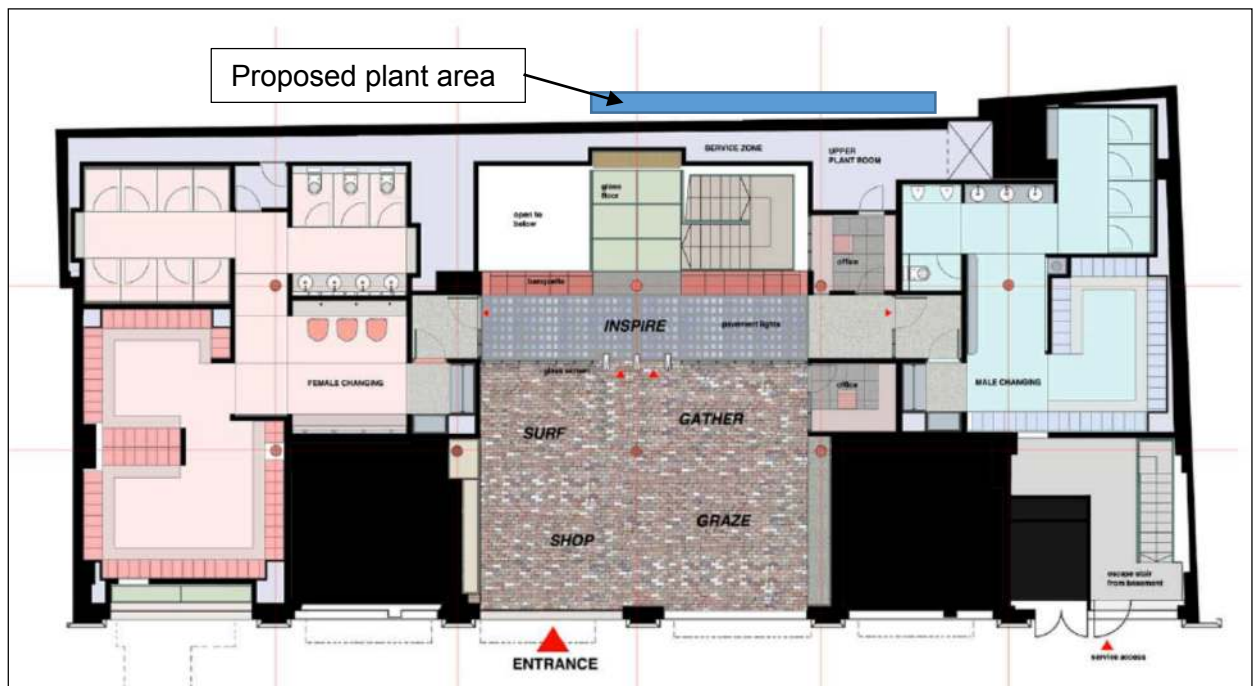 Proposed plant area
SERVICE ZONE
UPPER
PLANT ROOM
glass
floor
open to
below
office
banquette
INSPIRE
pavement lights
glass screen
FEMALE CHANGING
office
MALE CHANGING
SURF
GATHER
GRAZE
SHOP
escape stair
from basement
ENTRANCE
service access